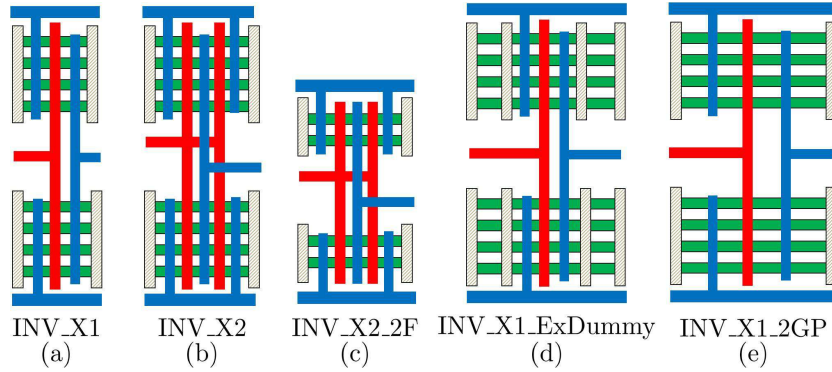 INV_X1 INV_X2 INV_X2_2F INV_X1_ExDummy INV_X1_2GP
(a) (b) (c) (d) (e)